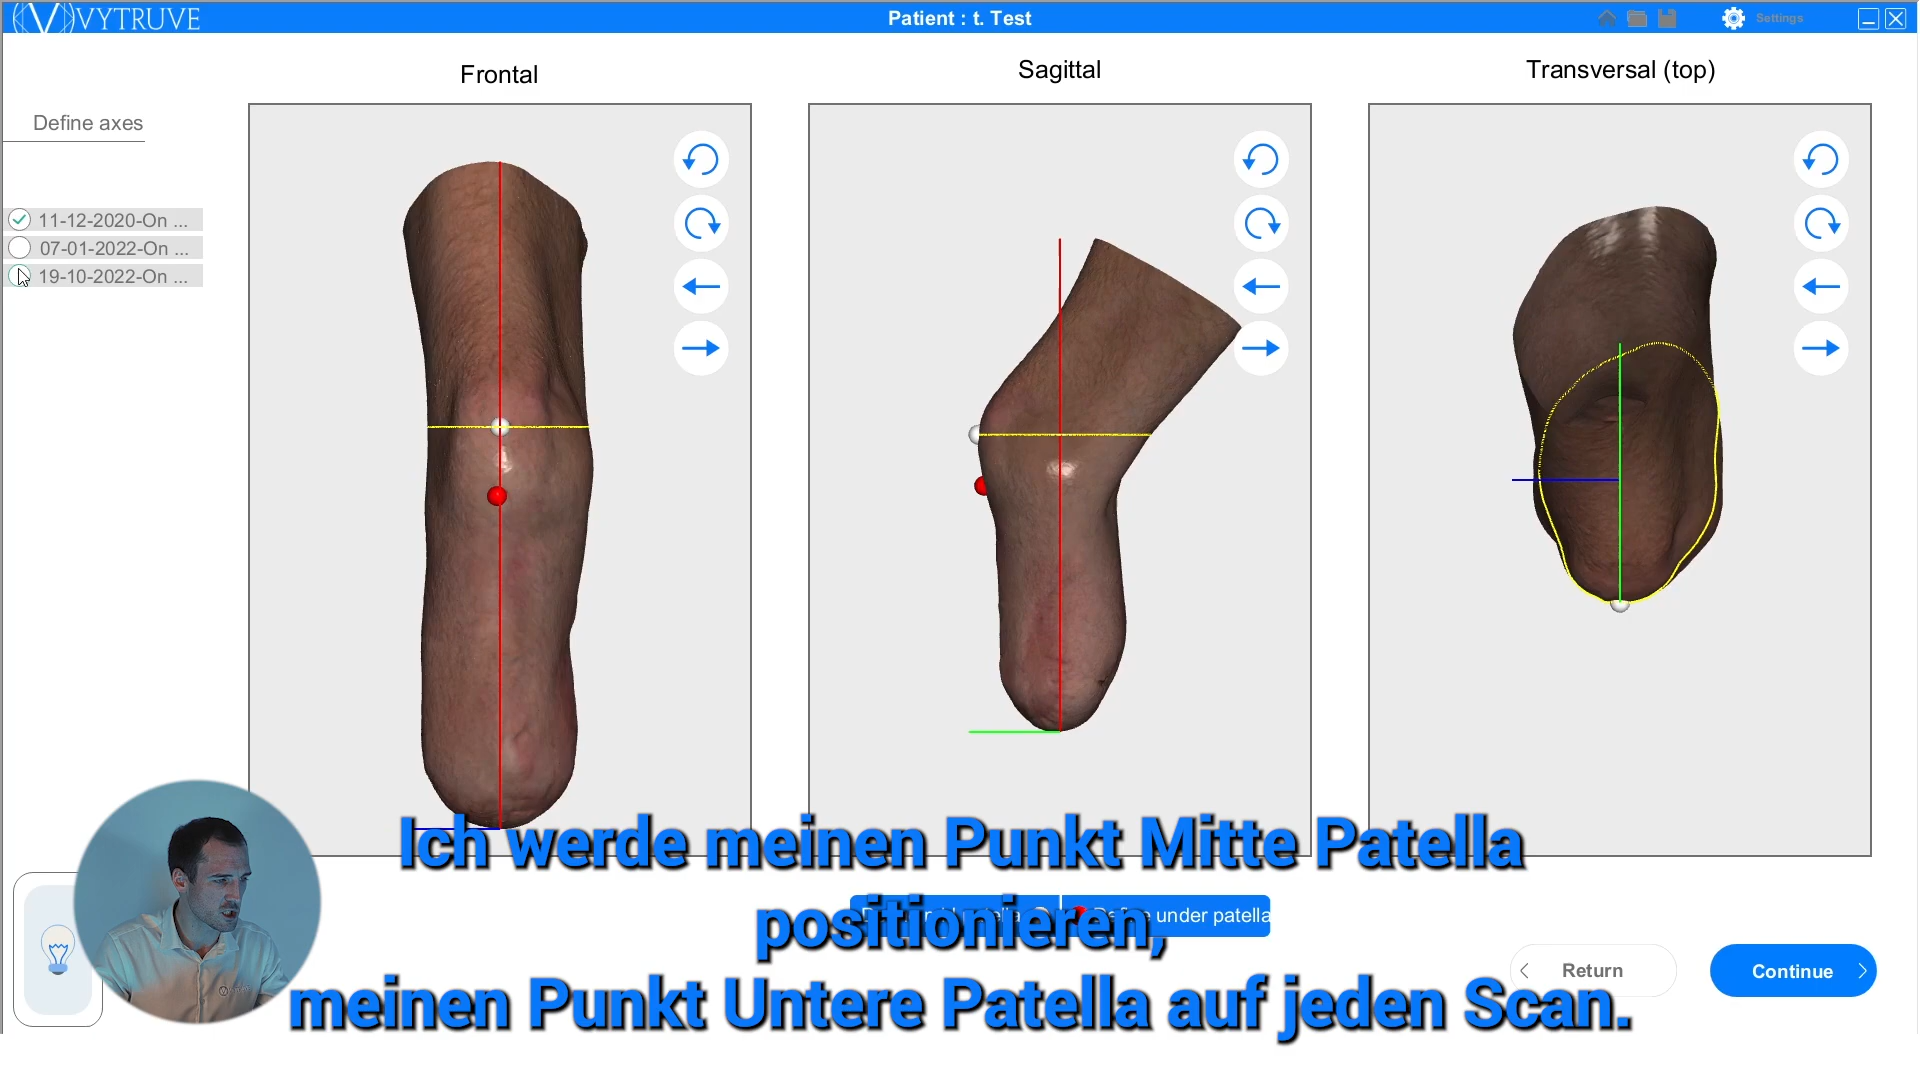 VYTRUVE
Patient : t. Test
Settings
Frontal
Sagittal
Transversal (top)
Define axes
11-12-2020-On ...
07-01-2022-On ...
19-10-2022-On ...
Ich werde meinen Punkt Mitte Patella
positionieren,
meinen Punkt Untere Patella auf jeden Scan.
under patella
Return
Continue